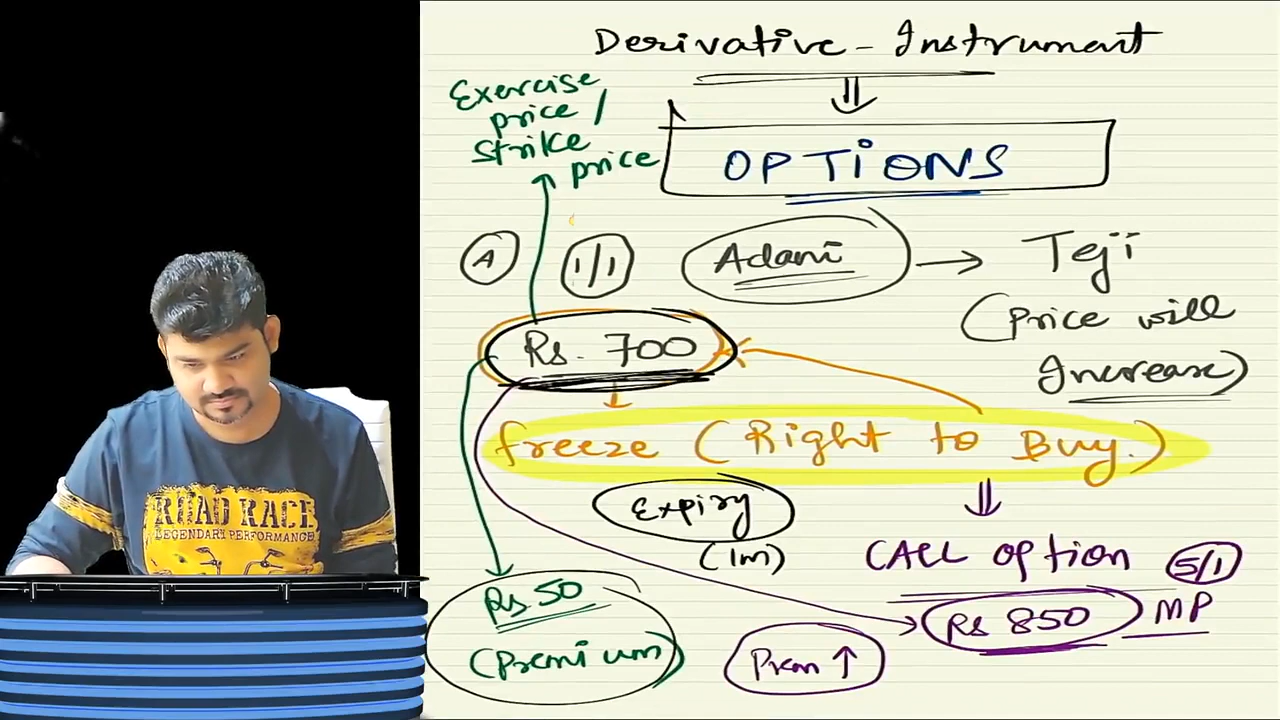 Derivative - Instrument
Exercise
price /
Strike
price
OPTIONS
A
1/1
Adani
Teji
(Price will
Increase)
Rs. 700
freeze (Right to Buy.)
Expiry
(1m)
CALL option
5/1
Rs 50
(Premium)
Prem ↑
Rs 850
MP
ROAD RACE
LEGENDARY PERFORMANCE